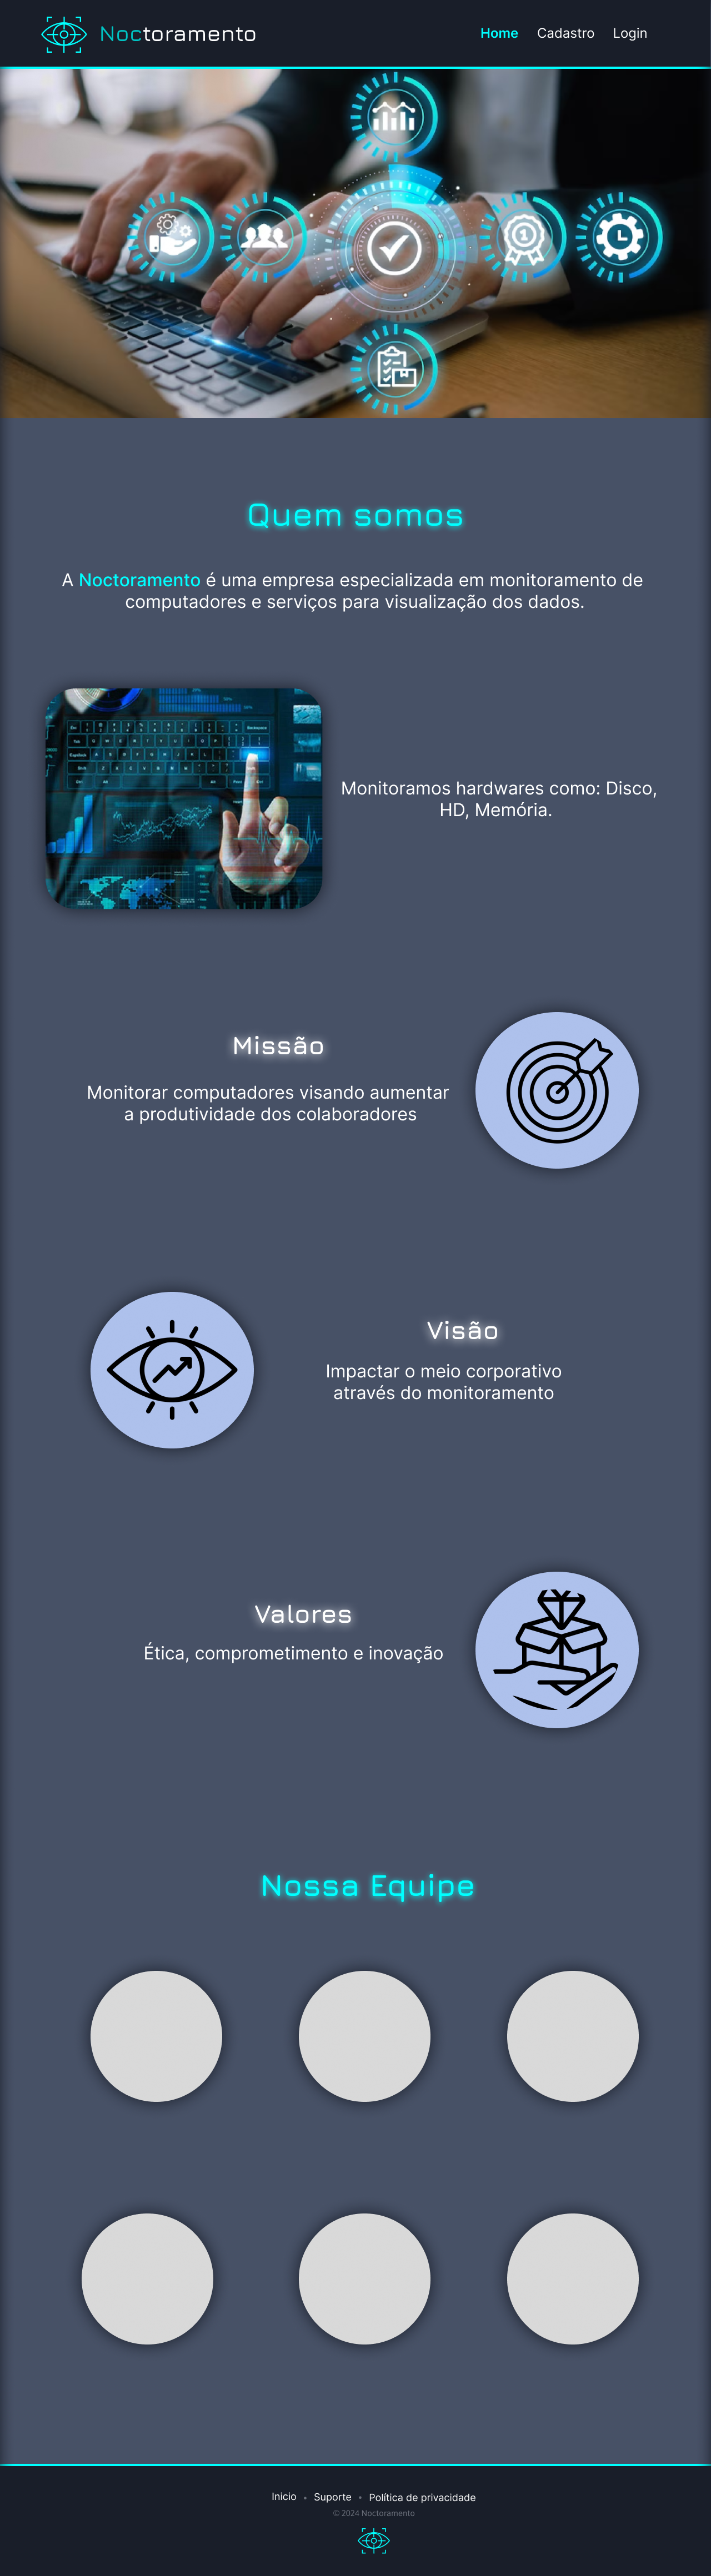 Noctoramento
Home Cadastro Login
Quem somos
A Noctoramento é uma empresa especializada em monitoramento de
computadores e serviços para visualização dos dados.
Monitoramos hardwares como: Disco,
HD, Memória.
Missão
Monitorar computadores visando aumentar
a produtividade dos colaboradores
Visão
Impactar o meio corporativo
através do monitoramento
Valores
Ética, comprometimento e inovação
Nossa Equipe
Inicio • Suporte • Política de privacidade
© 2024 Noctoramento